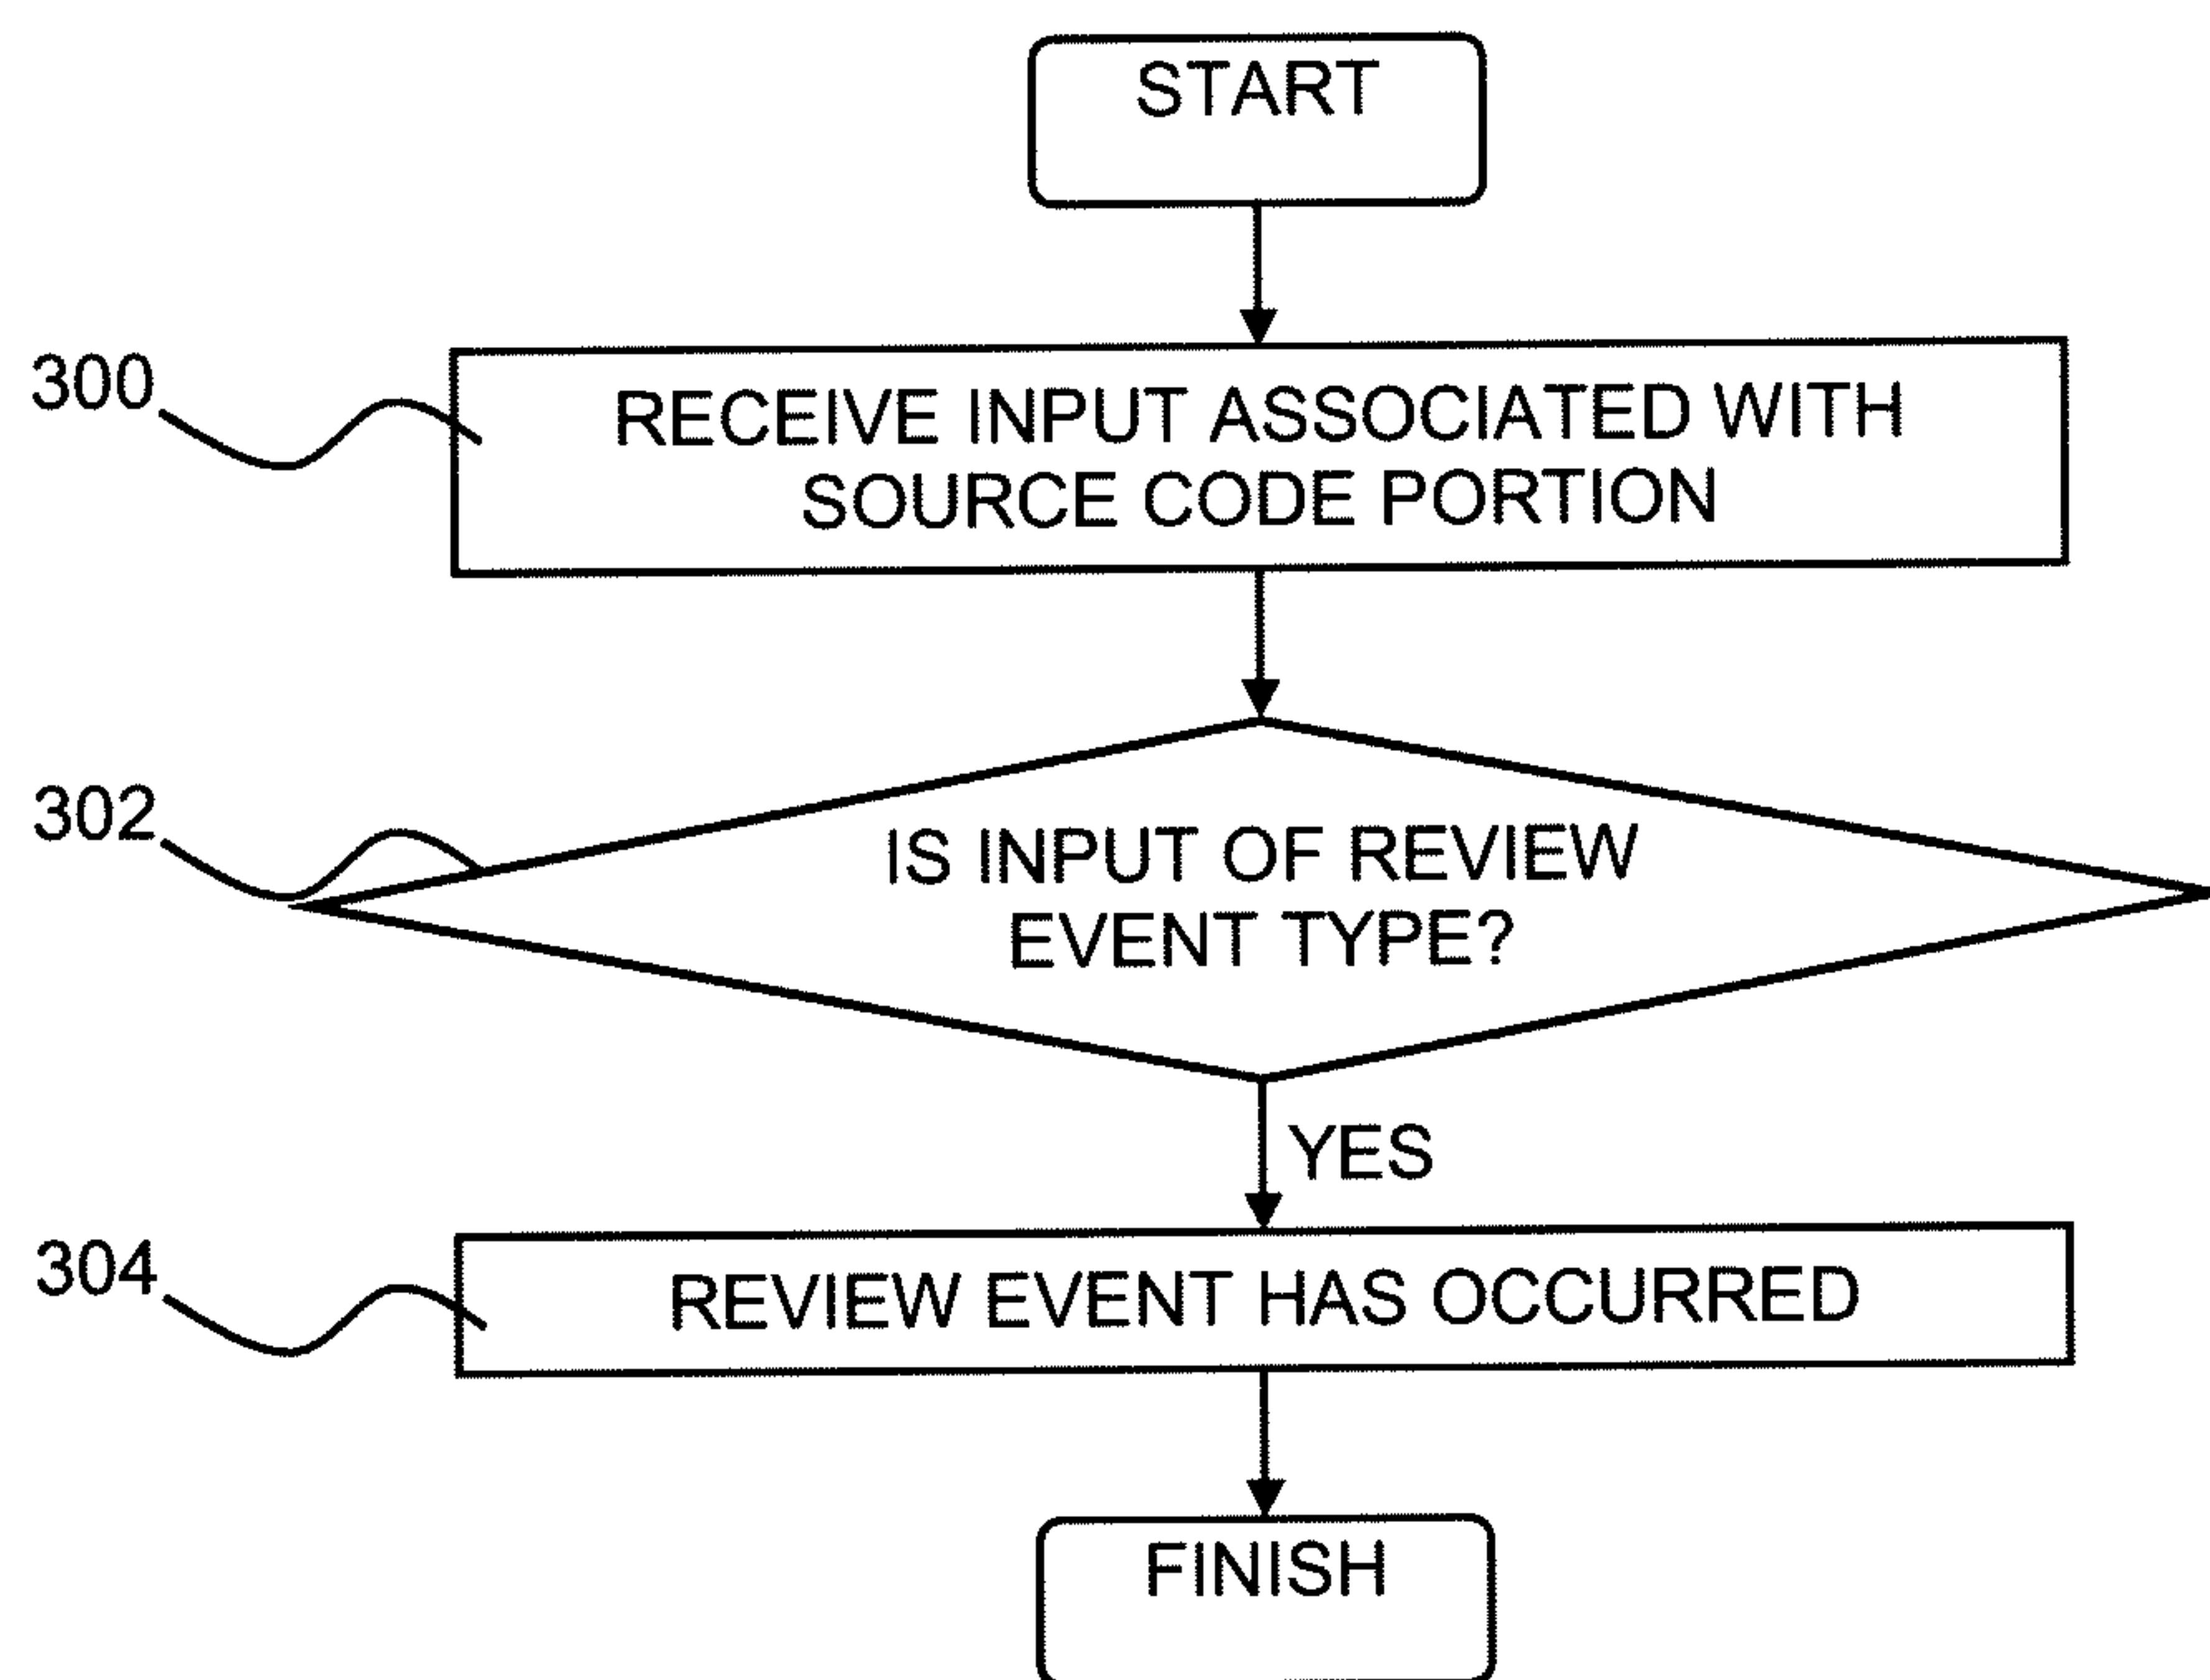 START
300
RECEIVE INPUT ASSOCIATED WITH
SOURCE CODE PORTION
302
IS INPUT OF REVIEW
EVENT TYPE?
YES
304
REVIEW EVENT HAS OCCURRED
FINISH